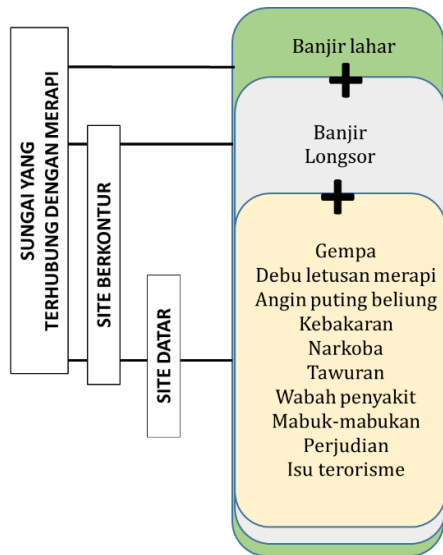 SUNGAI YANG
TERHUBUNG DENGAN MERAPI
SITE BERKONTUR
SITE DATAR
Banjir lahar
+
Banjir
Longsor
+
Gempa
Debu letusan merapi
Angin puting beliung
Kebakaran
Narkoba
Tawuran
Wabah penyakit
Mabuk-mabukan
Perjudian
Isu terorisme